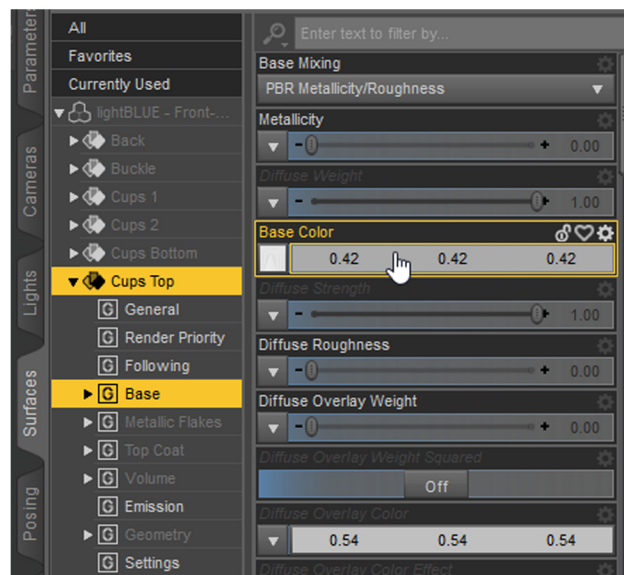 Parameters
Cameras
Lights
Surfaces
Posing
All
Favorites
Currently Used
lightBLUE - Front-...
Back
Buckle
Cups 1
Cups 2
Cups Bottom
Cups Top
G General
G Render Priority
G Following
G Base
G Metallic Flakes
G Top Coat
G Volume
G Emission
G Geometry
G Settings
Enter text to filter by...
Base Mixing
PBR Metallicity/Roughness
Metallicity
- + 0.00
Diffuse Weight
- + 1.00
Base Color
0.42 0.42 0.42
Diffuse Strength
- + 1.00
Diffuse Roughness
- + 0.00
Diffuse Overlay Weight
- + 0.00
Diffuse Overlay Weight Squared
Off
Diffuse Overlay Color
0.54 0.54 0.54
Diffuse Overlay Color Effect